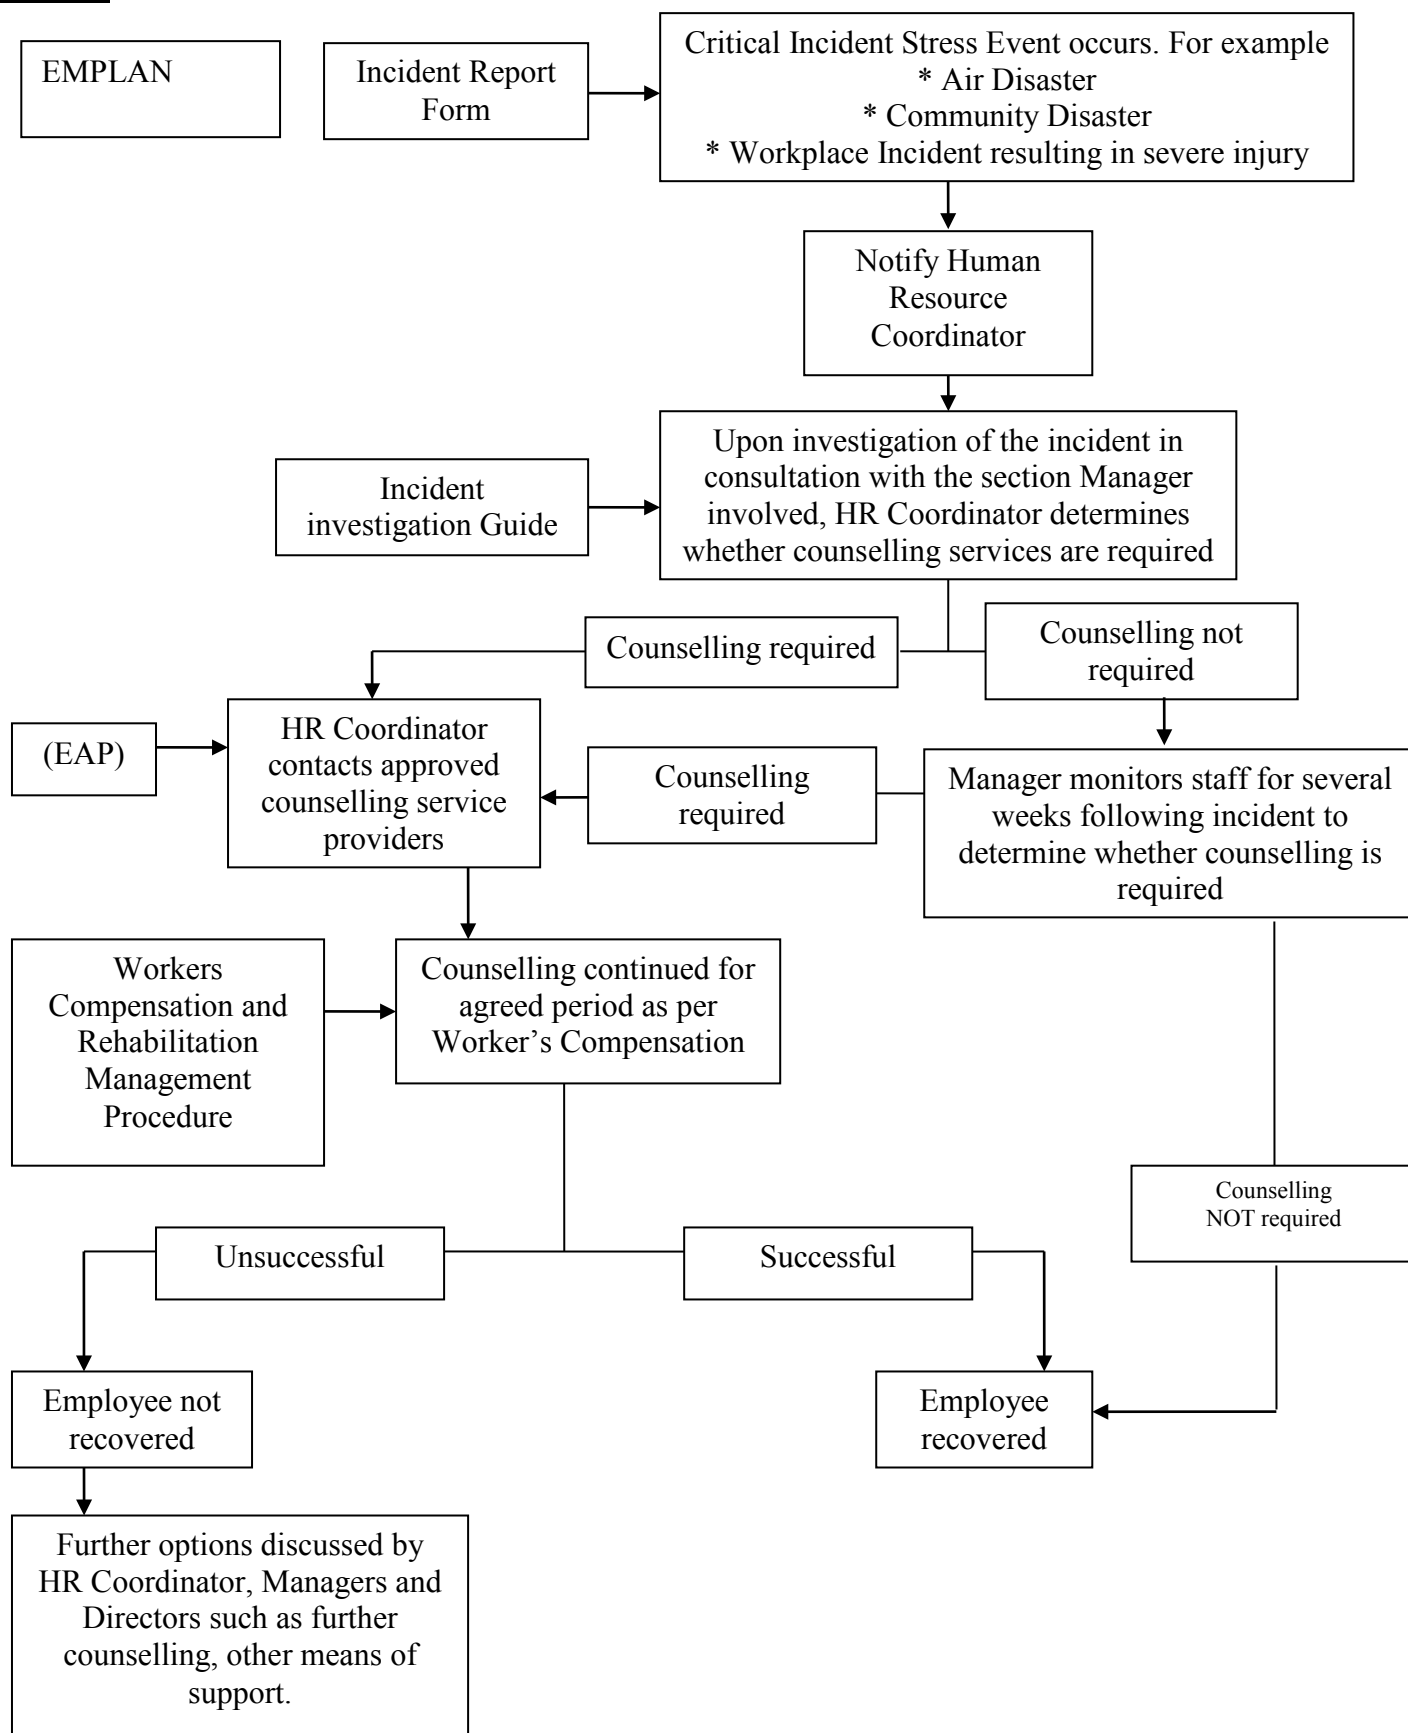 EMPLAN
Incident Report
Form
Critical Incident Stress Event occurs. For example
* Air Disaster
* Community Disaster
* Workplace Incident resulting in severe injury
Notify Human
Resource
Coordinator
Incident
investigation Guide
Upon investigation of the incident in
consultation with the section Manager
involved, HR Coordinator determines
whether counselling services are required
Counselling required
Counselling not
required
(EAP)
HR Coordinator
contacts approved
counselling service
providers
Counselling
required
Manager monitors staff for several
weeks following incident to
determine whether counselling is
required
Workers
Compensation and
Rehabilitation
Management
Procedure
Counselling continued for
agreed period as per
Worker’s Compensation
Counselling
NOT required
Unsuccessful
Successful
Employee not
recovered
Employee
recovered
Further options discussed by
HR Coordinator, Managers and
Directors such as further
counselling, other means of
support.